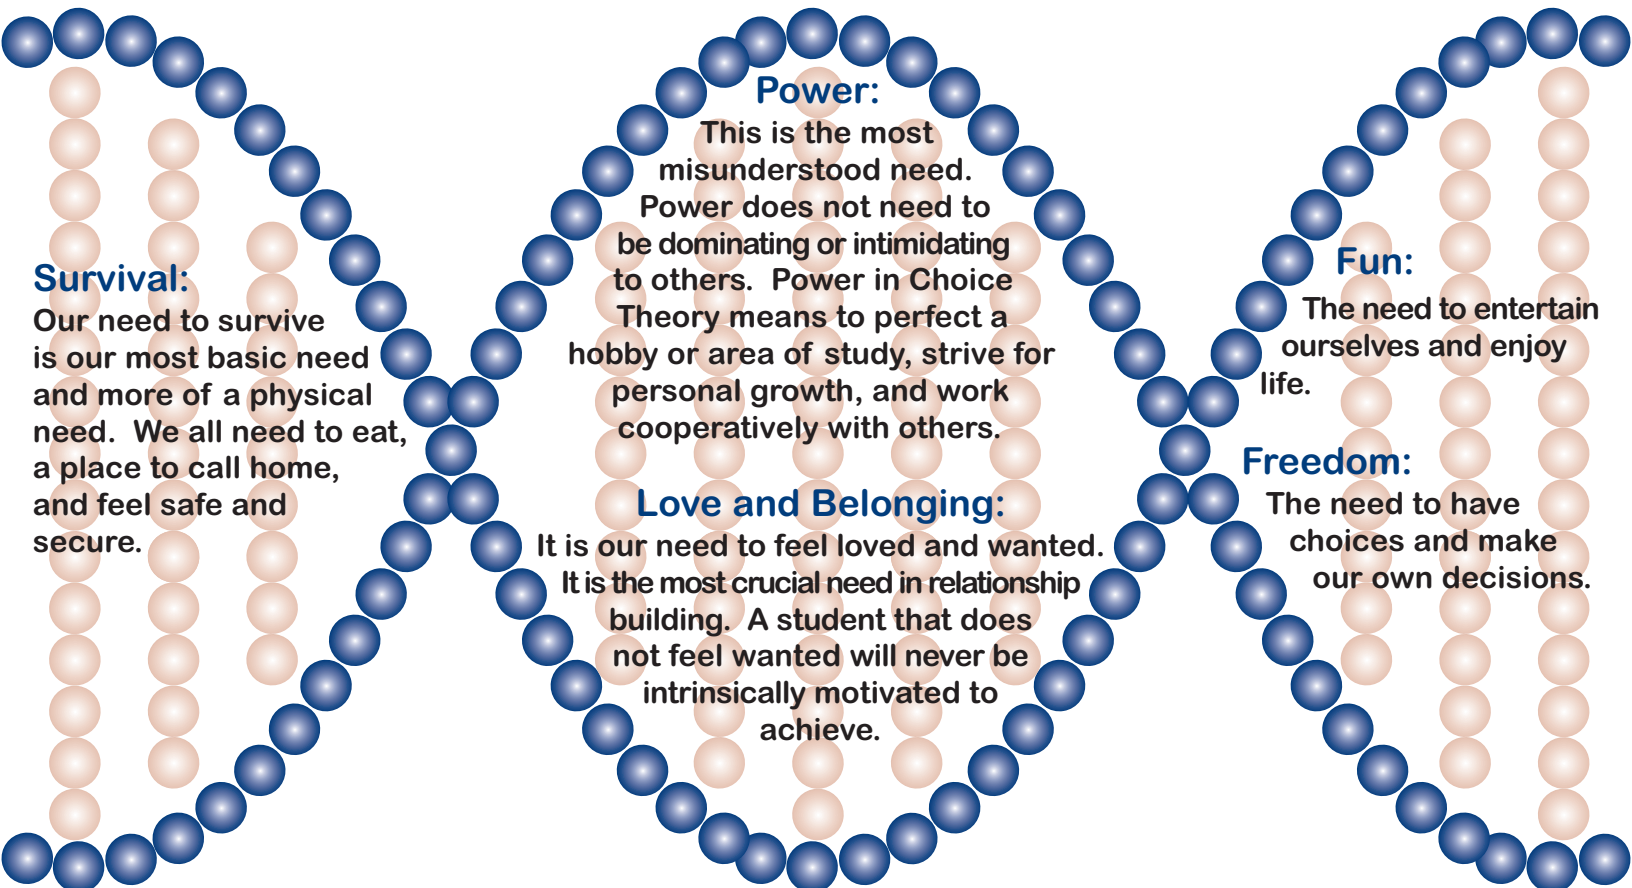 Survival:
Our need to survive
is our most basic need
and more of a physical
need.  We all need to eat,
a place to call home,
and feel safe and
secure.
Power:
This is the most
misunderstood need.
Power does not need to
be dominating or intimidating
to others.  Power in Choice
Theory means to perfect a
hobby or area of study, strive for
personal growth, and work
cooperatively with others.
Love and Belonging:
It is our need to feel loved and wanted.
It is the most crucial need in relationship
building.  A student that does
not feel wanted will never be
intrinsically motivated to
achieve.
Fun:
The need to entertain
ourselves and enjoy
life.
Freedom:
The need to have
choices and make
our own decisions.